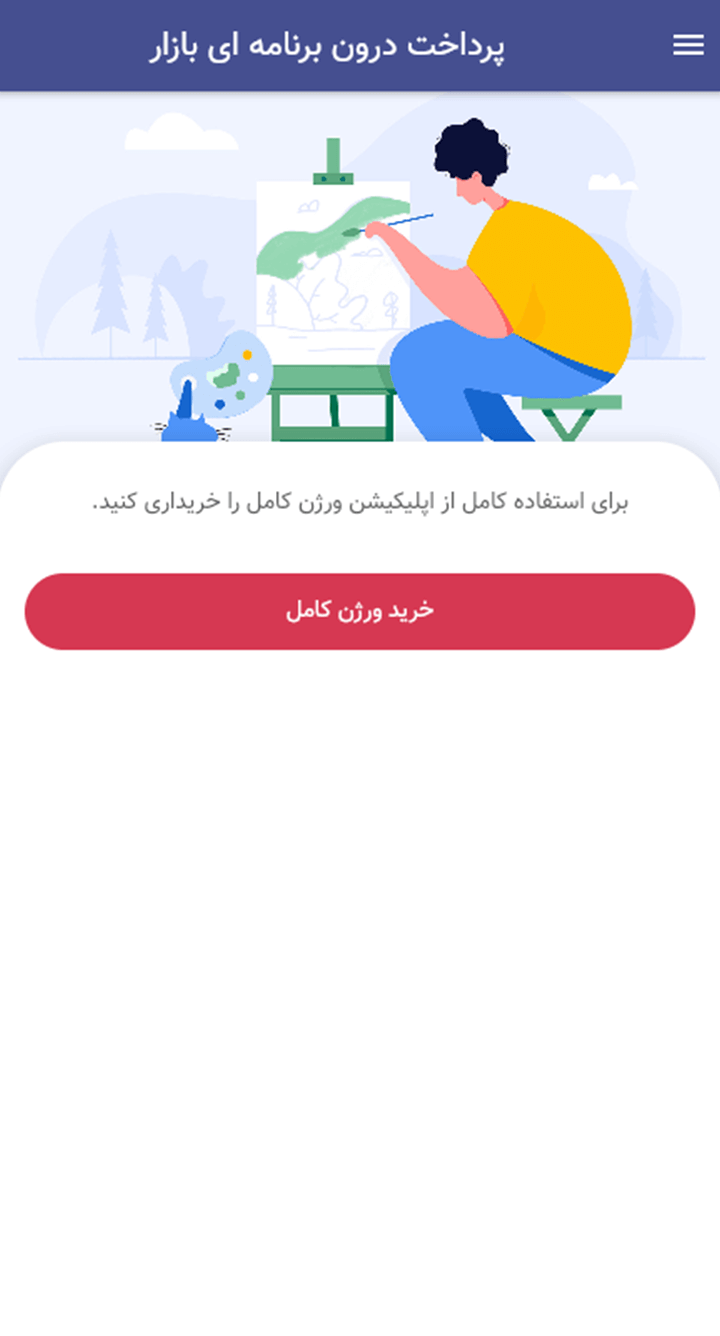 پرداخت درون برنامه ای بازار
برای استفاده کامل از اپلیکیشن ورژن کامل را خریداری کنید.
خرید ورژن کامل